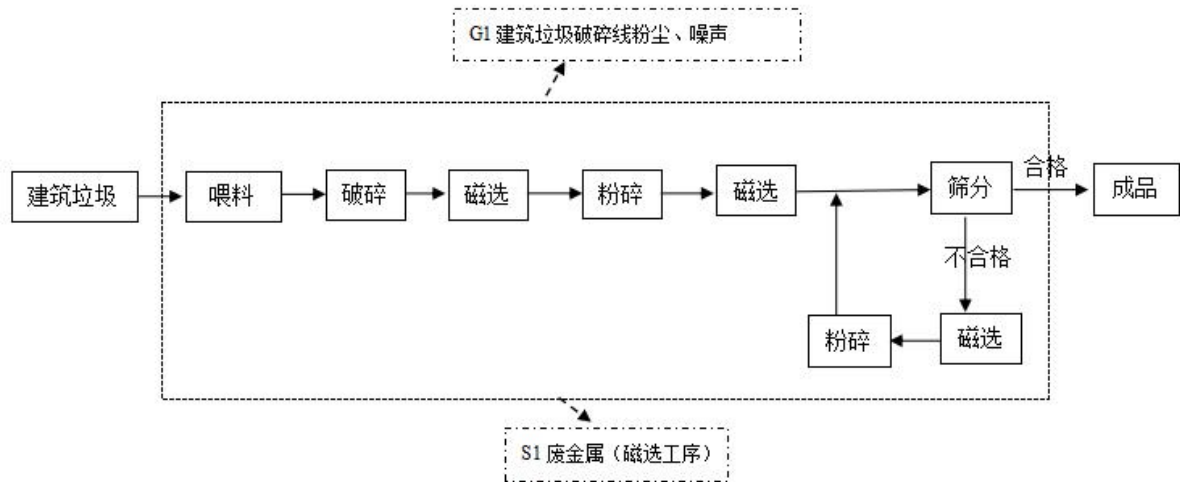 G1 建筑垃圾破碎线粉尘、噪声
建筑垃圾
喂料
破碎
磁选
粉碎
磁选
筛分
合格
成品
不合格
粉碎
磁选
S1 废金属（磁选工序）